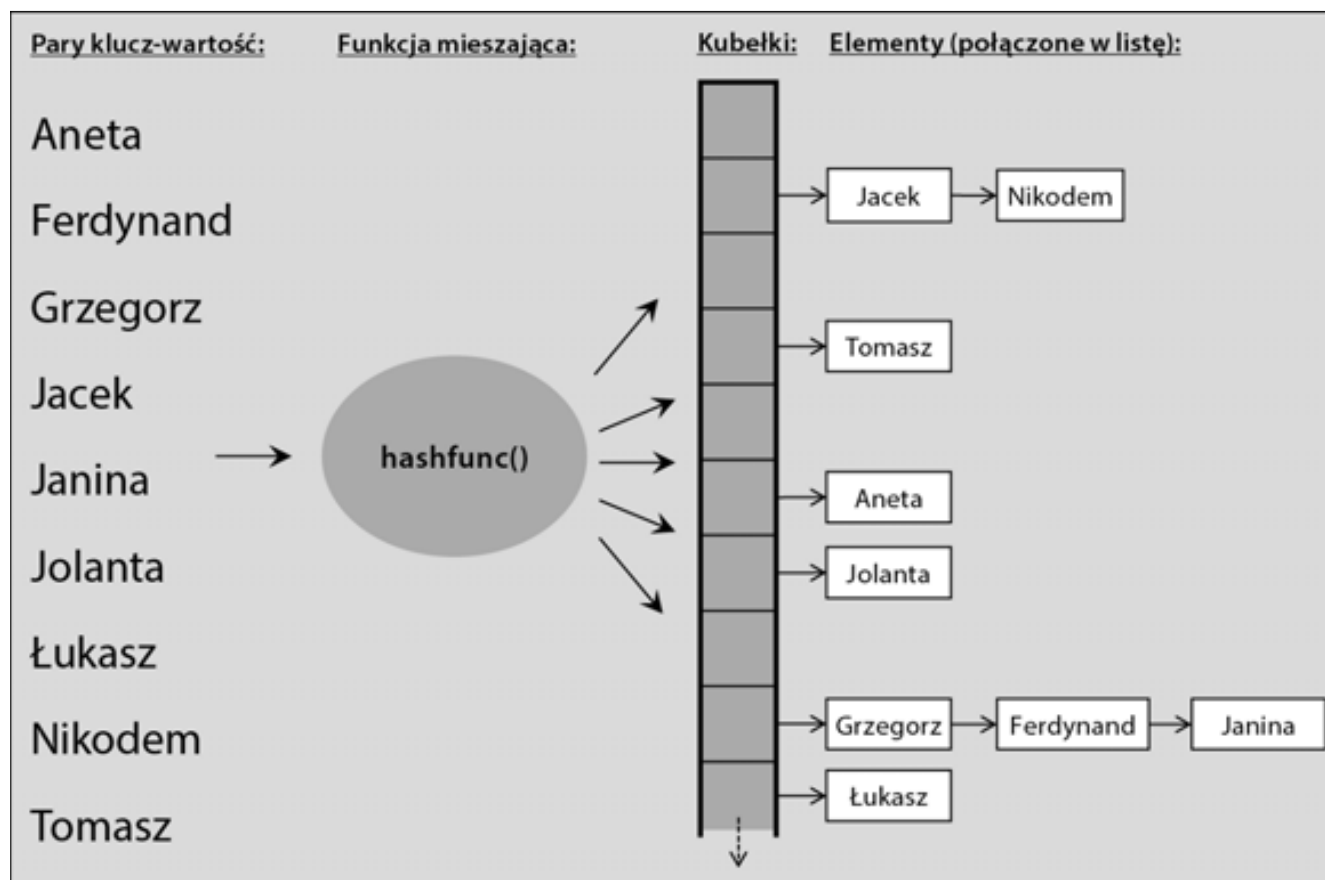 Pary klucz-wartość: Funkcja mieszająca: Kubełki: Elementy (połączone w listę):
Aneta
Ferdynand
Grzegorz
Jacek
Janina
Jolanta
Łukasz
Nikodem
Tomasz
hashfunc()
Jacek Nikodem
Tomasz
Aneta
Jolanta
Grzegorz Ferdynand Janina
Łukasz